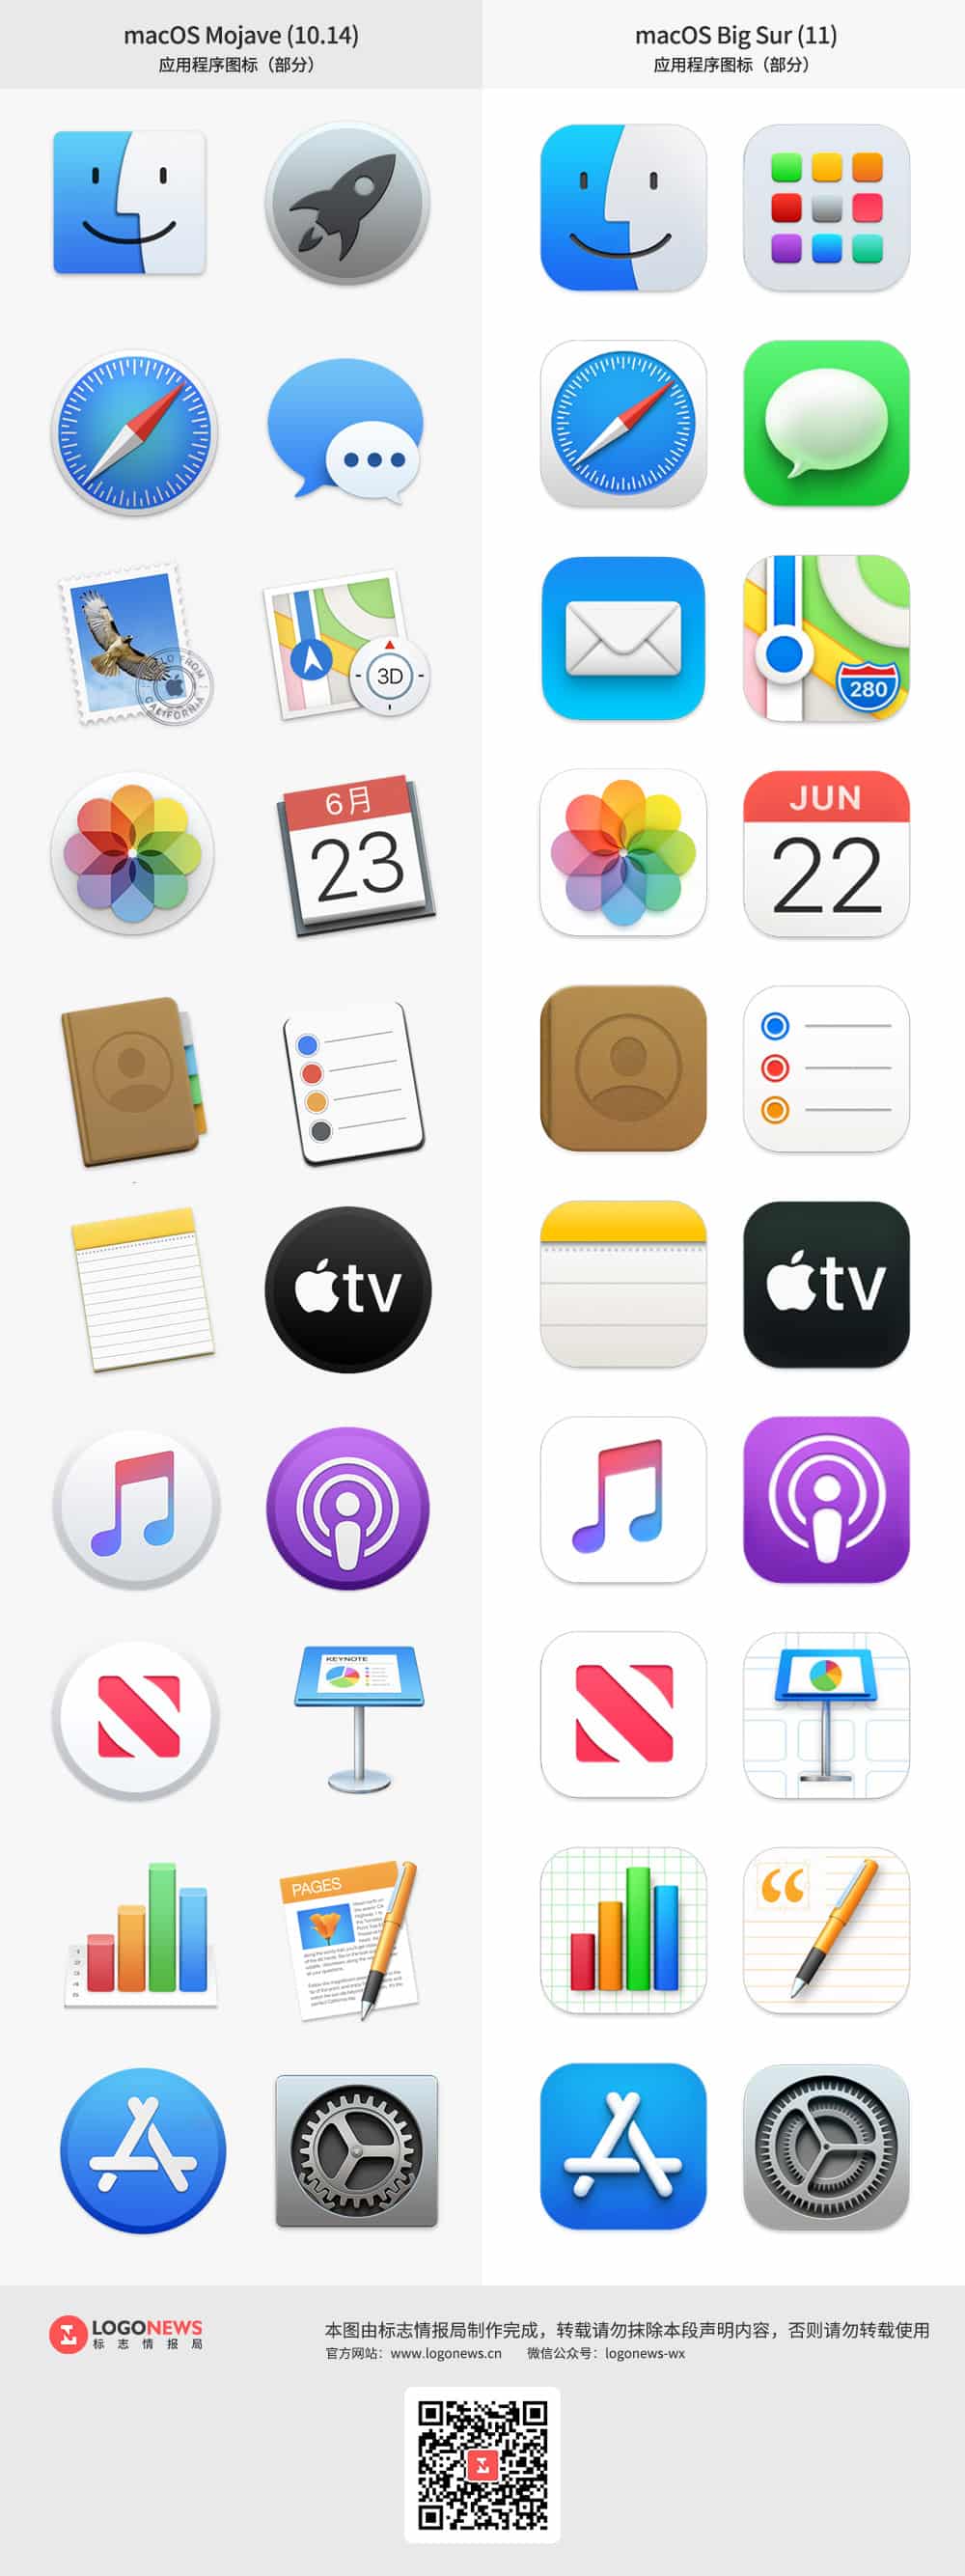 macOS Mojave (10.14)
应用程序图标（部分）
macOS Big Sur (11)
应用程序图标（部分）
3D
280
6月
23
JUN
22
tv
tv
KEYNOTE
PAGES
LOGONEWS
标志情报局
本图由标志情报局制作完成，转载请勿抹除本段声明内容，否则请勿转载使用
官方网站：www.logonews.cn 微信公众号：logonews-wx